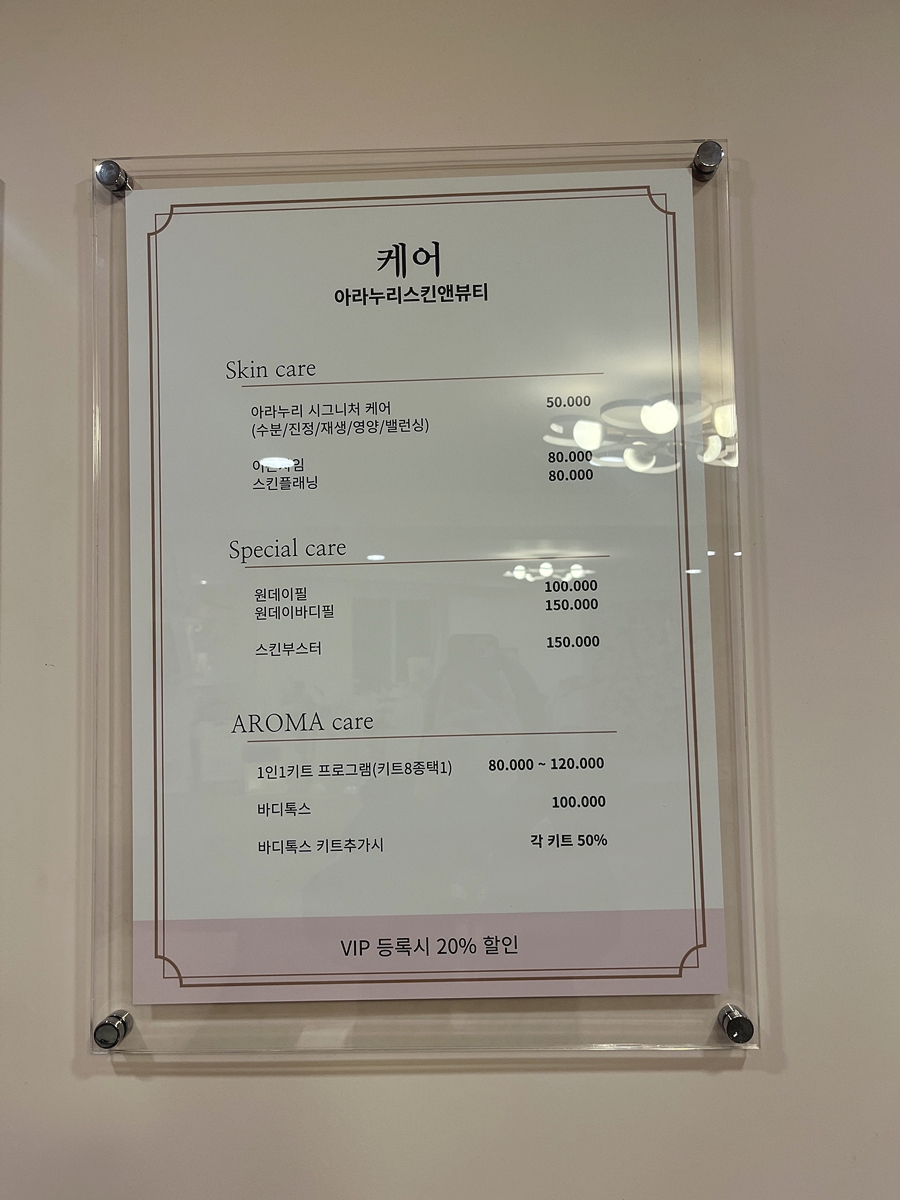 케어
아라누리스킨앤뷰티
Skin care
아라누리 시그니처 케어 50.000
(수분/진정/재생/영양/밸런싱)
80.000
스킨플래닝 80.000
Special care
원데이필 100.000
원데이바디필 150.000
스킨부스터 150.000
AROMA care
1인1키트 프로그램(키트8종택1) 80.000 ~ 120.000
바디톡스 100.000
바디톡스 키트추가시 각 키트 50%
VIP 등록시 20% 할인